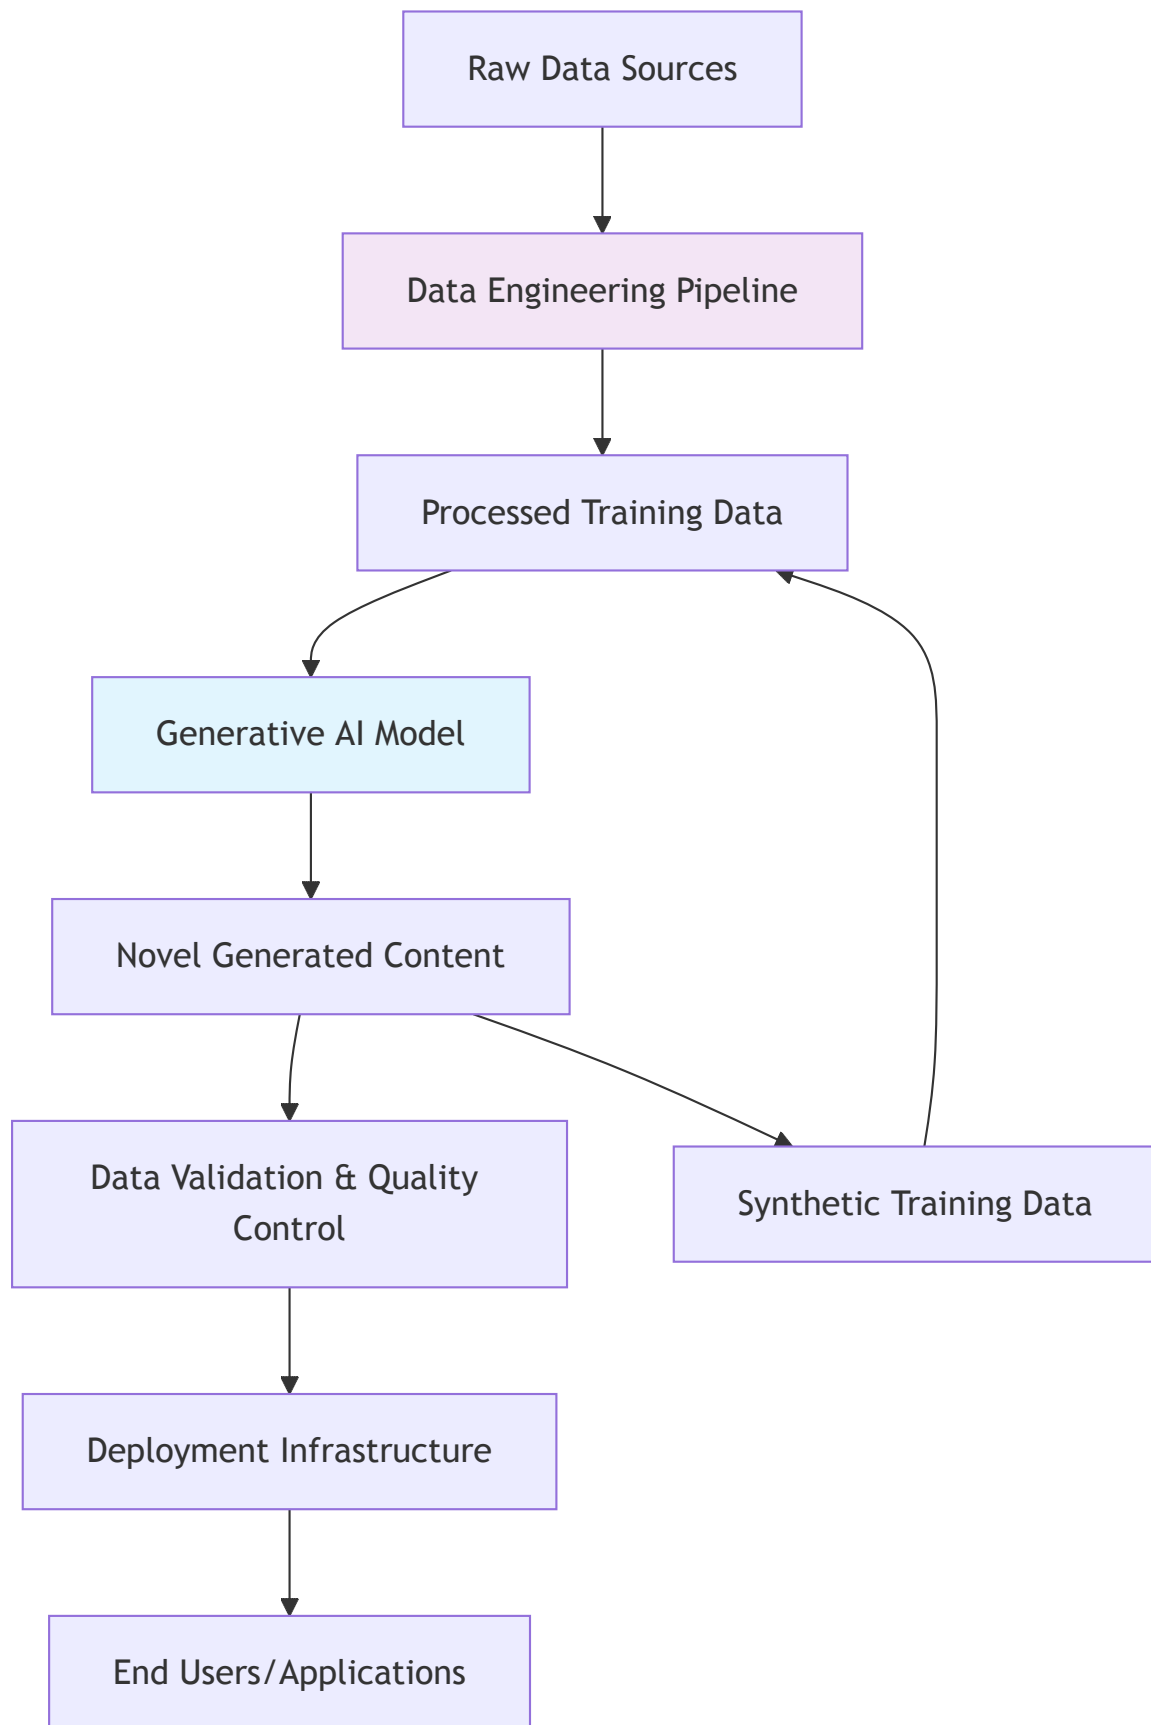 Raw Data Sources
Data Engineering Pipeline
Processed Training Data
Generative AI Model
Novel Generated Content
Data Validation & Quality
Control
Synthetic Training Data
Deployment Infrastructure
End Users/Applications